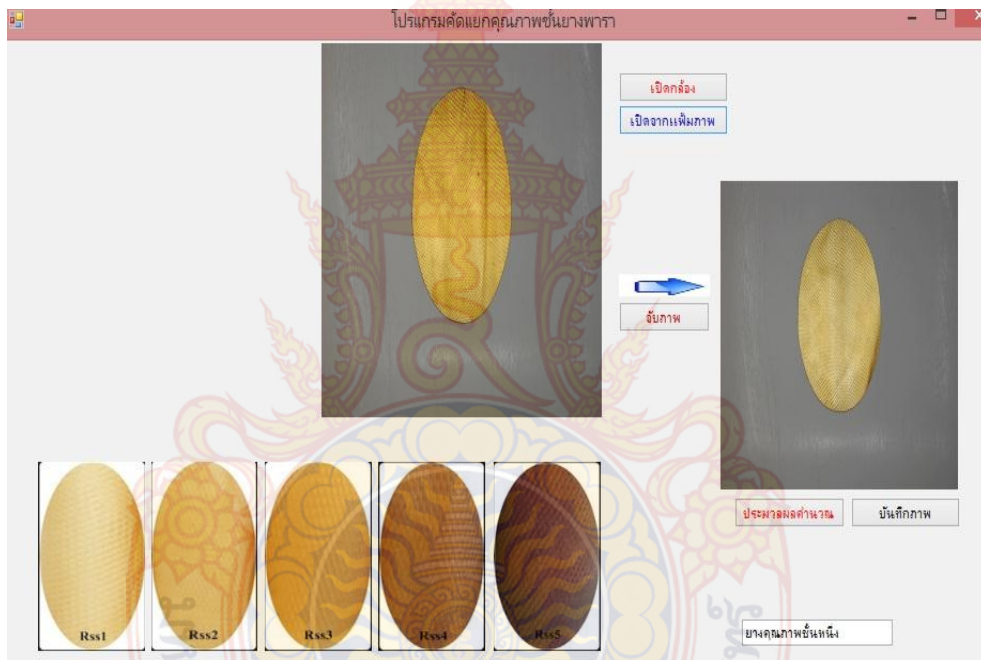 โปรแกรมคัดแยกคุณภาพชั้นยางพารา
เปิดกล้อง
เปิดจากแฟ้มภาพ
จับภาพ
ประมวลผลคำนวณ
บันทึกภาพ
Rss1
Rss2
Rss3
Rss4
Rss5
ยางคุณภาพชั้นหนึ่ง